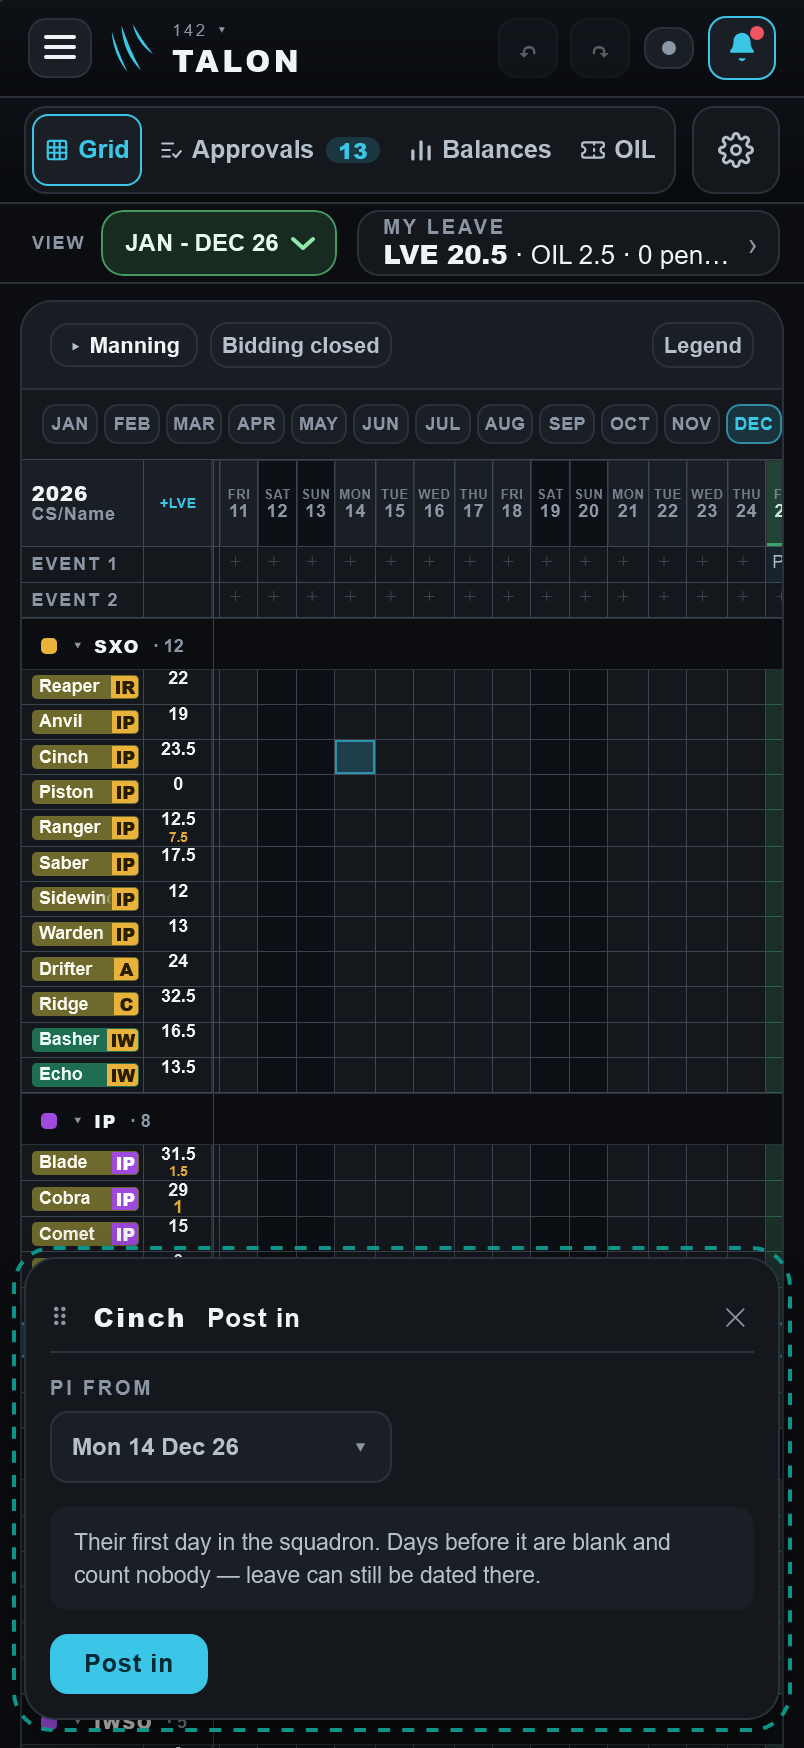 142 ▾
TALON
Grid Approvals 13 Balances OIL
VIEW JAN - DEC 26
MY LEAVE
LVE 20.5 · OIL 2.5 · 0 pen… ›
▸ Manning Bidding closed Legend
JAN FEB MAR APR MAY JUN JUL AUG SEP OCT NOV DEC
2026 +LVE FRI SAT SUN MON TUE WED THU FRI SAT SUN MON TUE WED THU F
CS/Name 11 12 13 14 15 16 17 18 19 20 21 22 23 24 2
EVENT 1 + + + + + + + + + + + + + + P
EVENT 2 + + + + + + + + + + + + + + +
▾ SXO · 12
Reaper IR 22
Anvil IP 19
Cinch IP 23.5
Piston IP 0
Ranger IP 12.5
7.5
Saber IP 17.5
Sidewin IP 12
Warden IP 13
Drifter A 24
Ridge C 32.5
Basher IW 16.5
Echo IW 13.5
▾ IP · 8
Blade IP 31.5
1.5
Cobra IP 29
1
Comet IP 15
Cinch Post in
PI FROM
Mon 14 Dec 26 ▼
Their first day in the squadron. Days before it are blank and
count nobody — leave can still be dated there.
Post in
▾ IWSO · 5